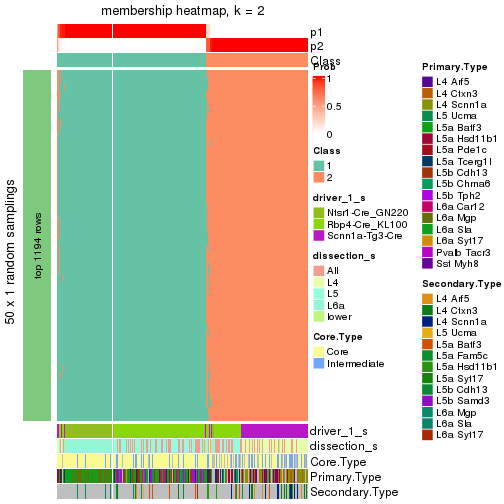 membership heatmap, k = 2
p1
p2
Class
50 x 1 random samplings
top 1194 rows
driver_1_s
dissection_s
Core.Type
Primary.Type
Secondary.Type
Prob
1
0.5
0
Class
1
2
driver_1_s
Ntsr1-Cre_GN220
Rbp4-Cre_KL100
Scnn1a-Tg3-Cre
dissection_s
All
L4
L5
L6a
lower
Core.Type
Core
Intermediate
Primary.Type
L4 Arf5
L4 Ctxn3
L4 Scnn1a
L5 Ucma
L5a Batf3
L5a Hsd11b1
L5a Pde1c
L5a Tcerg1l
L5b Cdh13
L5b Chrna6
L5b Tph2
L6a Car12
L6a Mgp
L6a Sla
L6a Syt17
Pvalb Tacr3
Sst Myh8
Secondary.Type
L4 Arf5
L4 Ctxn3
L4 Scnn1a
L5 Ucma
L5a Batf3
L5a Fam5c
L5a Hsd11b1
L5a Syt17
L5b Cdh13
L5b Samd3
L6a Mgp
L6a Sla
L6a Syt17